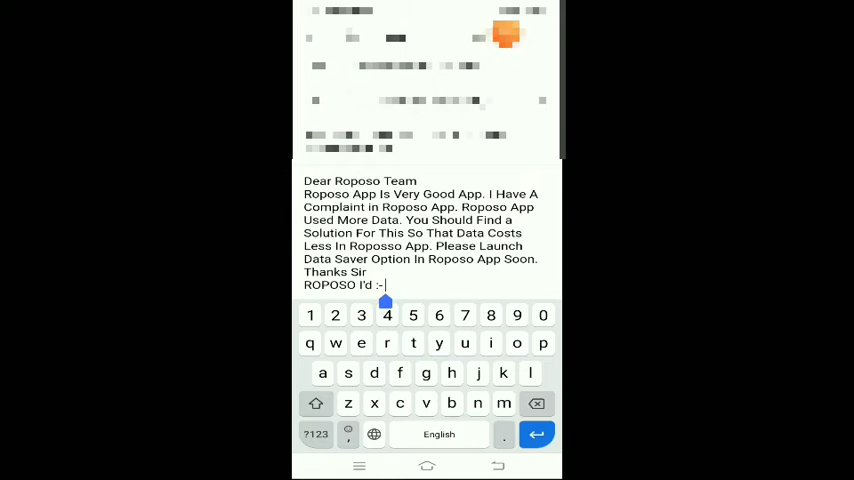 Dear Roposo Team
Roposo App Is Very Good App. I Have A
Complaint in Roposo App. Roposo App
Used More Data. You Should Find a
Solution For This So That Data Costs
Less In Roposso App. Please Launch
Data Saver Option In Roposo App Soon.
Thanks Sir
ROPOSO I'd :-
1 2 3 4 5 6 7 8 9 0
q w e r t y u i o p
a s d f g h j k l
z x c v b n m
?123 , English .